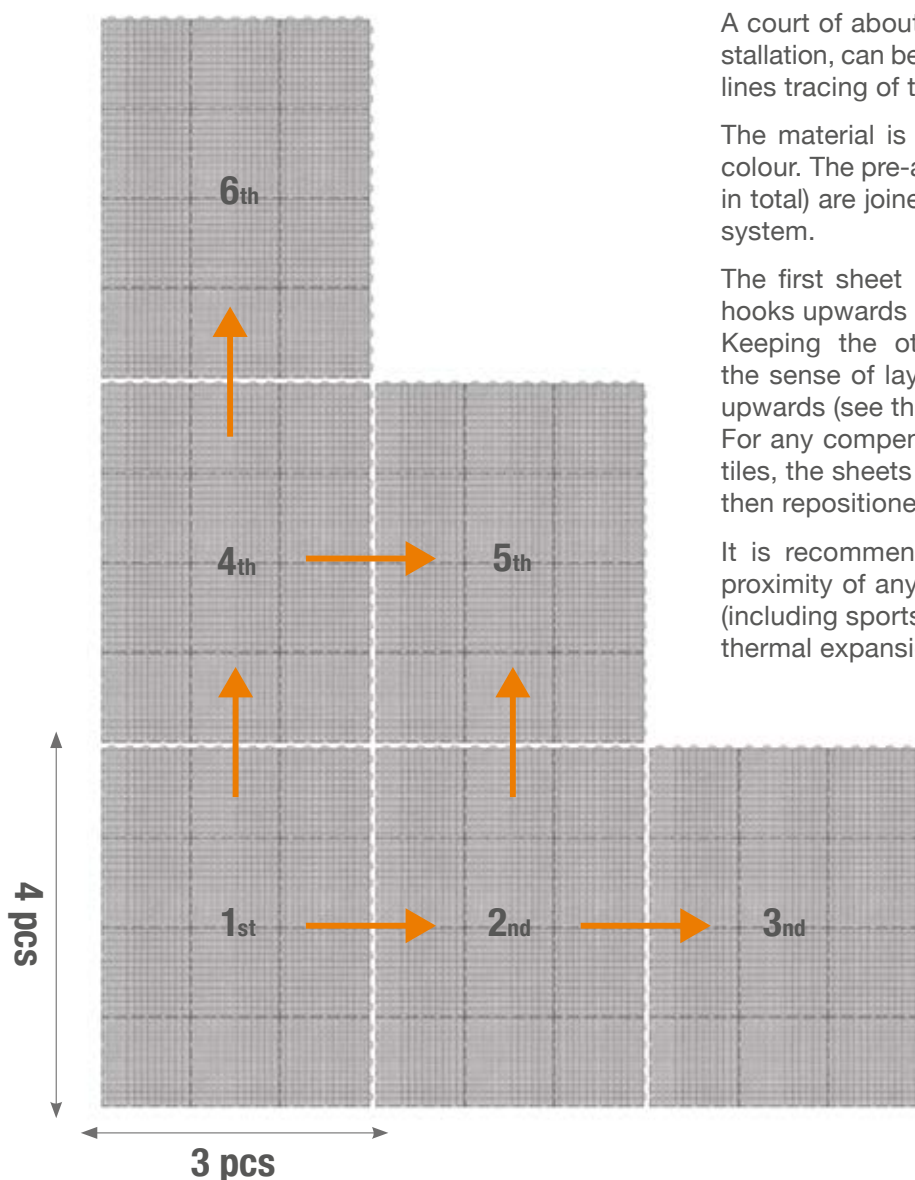 A court of about
stallation, can be
lines tracing of t
The material is
colour. The pre-a
in total) are joine
system.
The first sheet
hooks upwards
Keeping the ot
the sense of lay
upwards (see th
For any compen
tiles, the sheets
then repositione
It is recommen
proximity of any
(including sports
thermal expansi
6th
4th
5th
1st
2nd
3nd
4 pcs
3 pcs